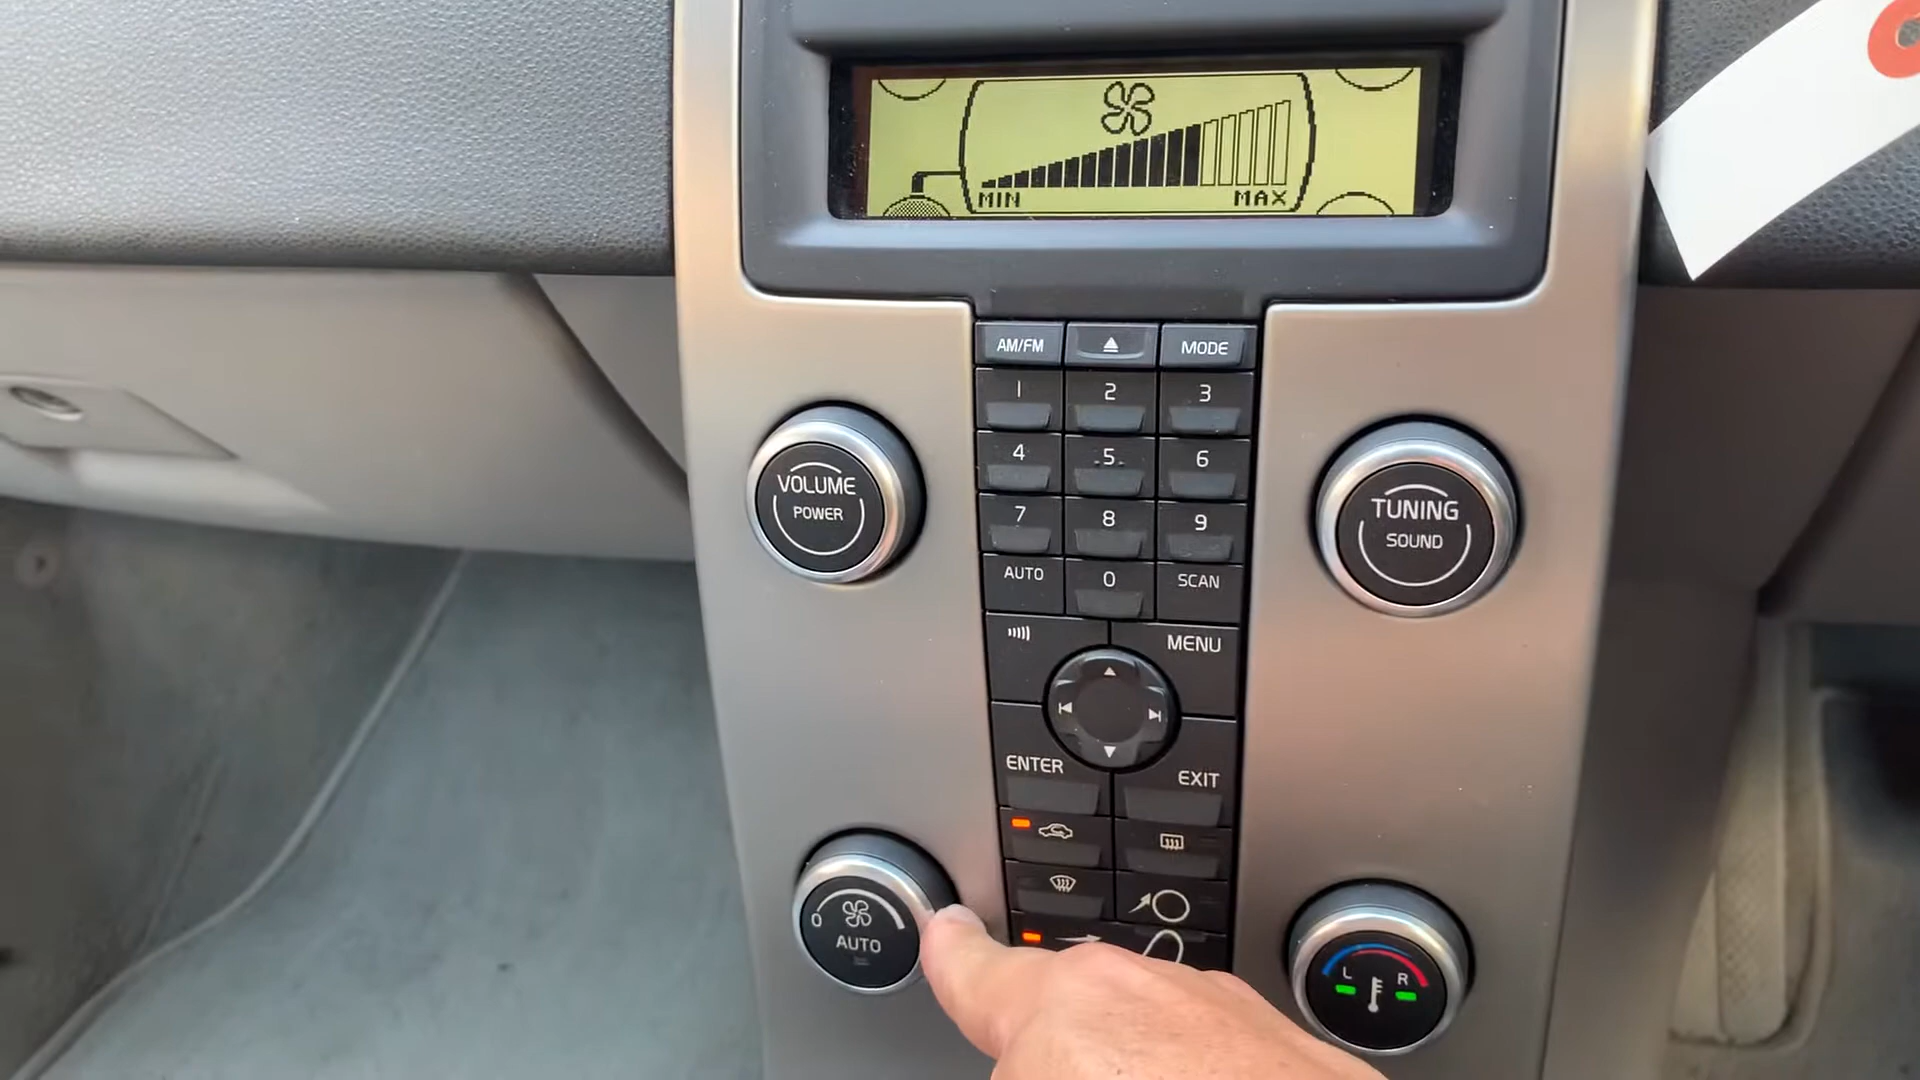 MIN MAX
AM/FM MODE
1 2 3
4 5 6
7 8 9
AUTO 0 SCAN
VOLUME
POWER
TUNING
SOUND
MENU
ENTER EXIT
0
AUTO
L R